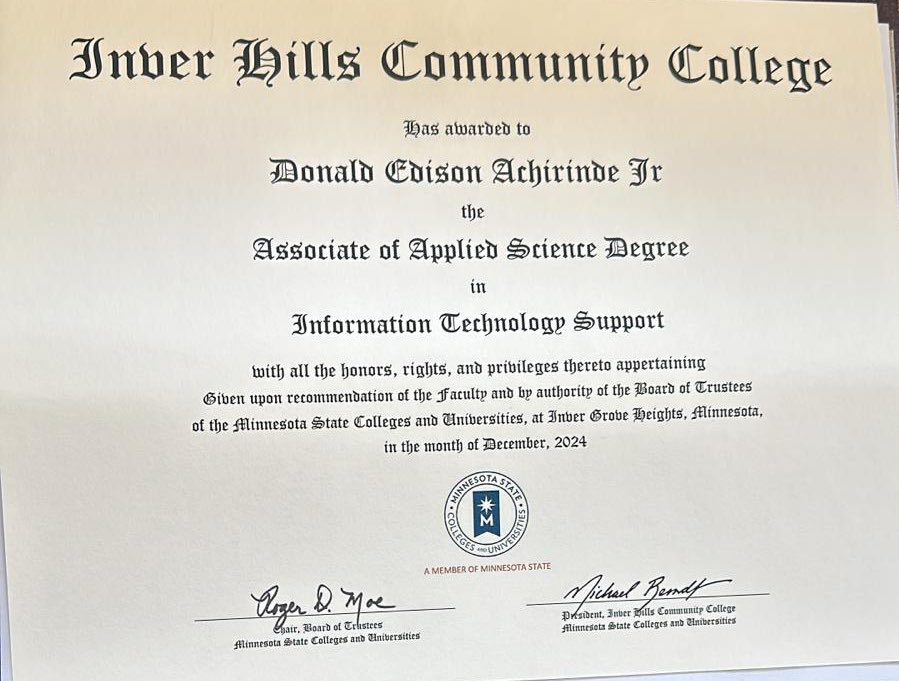 Inver Hills Community College
Has awarded to
Donald Edison Achirinde Jr
the
Associate of Applied Science Degree
in
Information Technology Support
with all the honors, rights, and privileges thereto appertaining
Given upon recommendation of the Faculty and by authority of the Board of Trustees
of the Minnesota State Colleges and Universities, at Inver Grove Heights, Minnesota,
in the month of December, 2024
MINNESOTA STATE
M
COLLEGES AND UNIVERSITIES
A MEMBER OF MINNESOTA STATE
Roger D. Moe
Chair, Board of Trustees
Minnesota State Colleges and Universities
Michael Berndt
President, Inver Hills Community College
Minnesota State Colleges and Universities